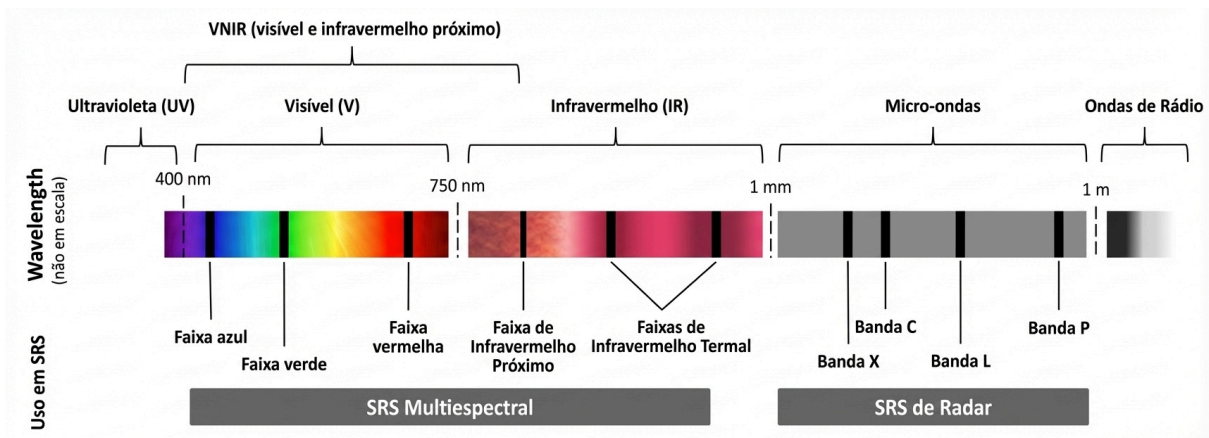 VNIR (visível e infravermelho próximo)
Ultravioleta (UV)
Visível (V)
Infravermelho (IR)
Micro-ondas
Ondas de Rádio
Wavelength
(não em escala)
400 nm
750 nm
1 mm
1 m
Uso em SRS
Faixa azul
Faixa verde
Faixa
vermelha
Faixa de
Infravermelho
Próximo
Faixas de
Infravermelho Termal
Banda X
Banda C
Banda L
Banda P
SRS Multiespectral
SRS de Radar